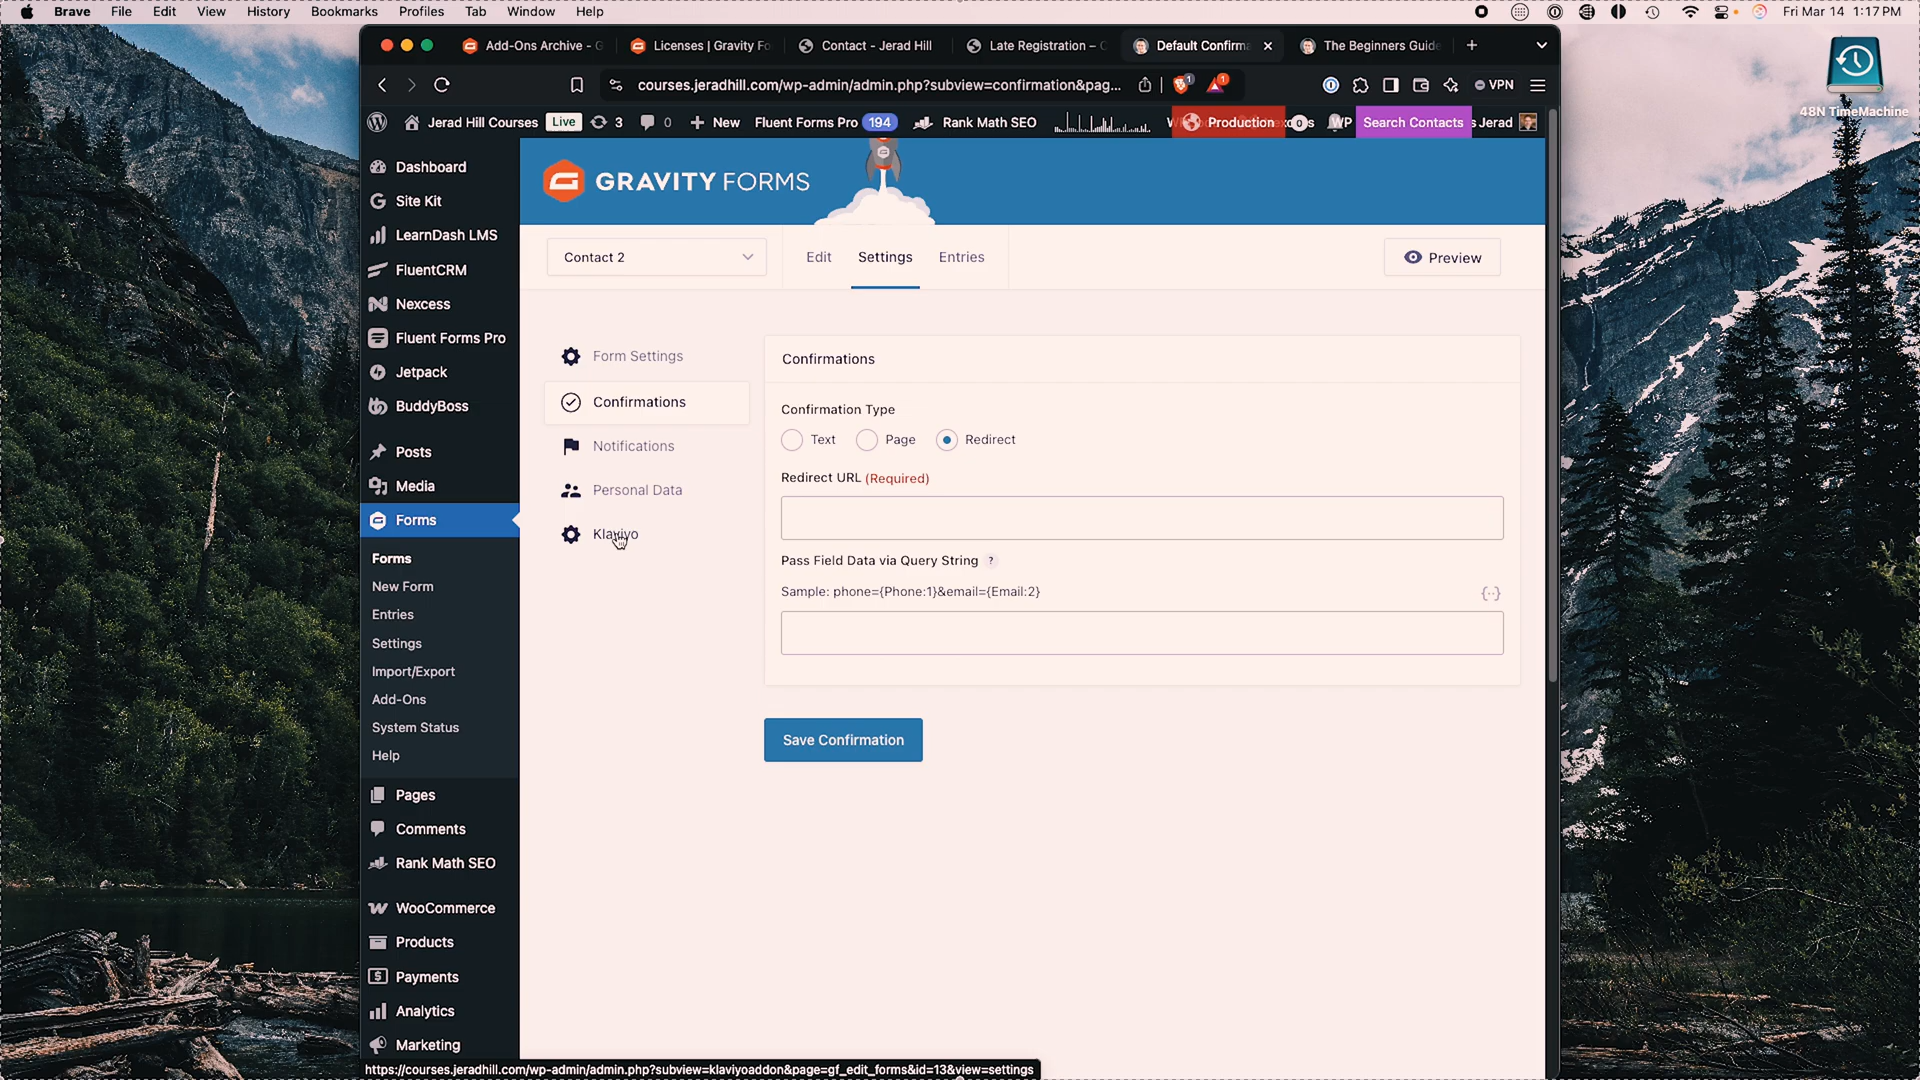 Brave File Edit View History Bookmarks Profiles Tab Window Help
Fri Mar 14 1:17 PM
Add-Ons Archive - G
Licenses | Gravity Fo
Contact - Jerad Hill
Late Registration – C
Default Confirma
The Beginners Guide
courses.jeradhill.com/wp-admin/admin.php?subview=confirmation&pag...
1
1
VPN
48N TimeMachine
Jerad Hill Courses Live 3 0 New Fluent Forms Pro 194 Rank Math SEO
Production
0
WP
Search Contacts
s Jerad
Dashboard
Site Kit
LearnDash LMS
FluentCRM
Nexcess
Fluent Forms Pro
Jetpack
BuddyBoss
Posts
Media
Forms
Forms
New Form
Entries
Settings
Import/Export
Add-Ons
System Status
Help
Pages
Comments
Rank Math SEO
WooCommerce
Products
Payments
Analytics
Marketing
GRAVITY FORMS
Contact 2
Edit Settings Entries
Preview
Form Settings
Confirmations
Notifications
Personal Data
Klaviyo
Confirmations
Confirmation Type
Text Page Redirect
Redirect URL (Required)
Pass Field Data via Query String ?
Sample: phone={Phone:1}&email={Email:2}
{··}
Save Confirmation
https://courses.jeradhill.com/wp-admin/admin.php?subview=klaviyoaddon&page=gf_edit_forms&id=13&view=settings